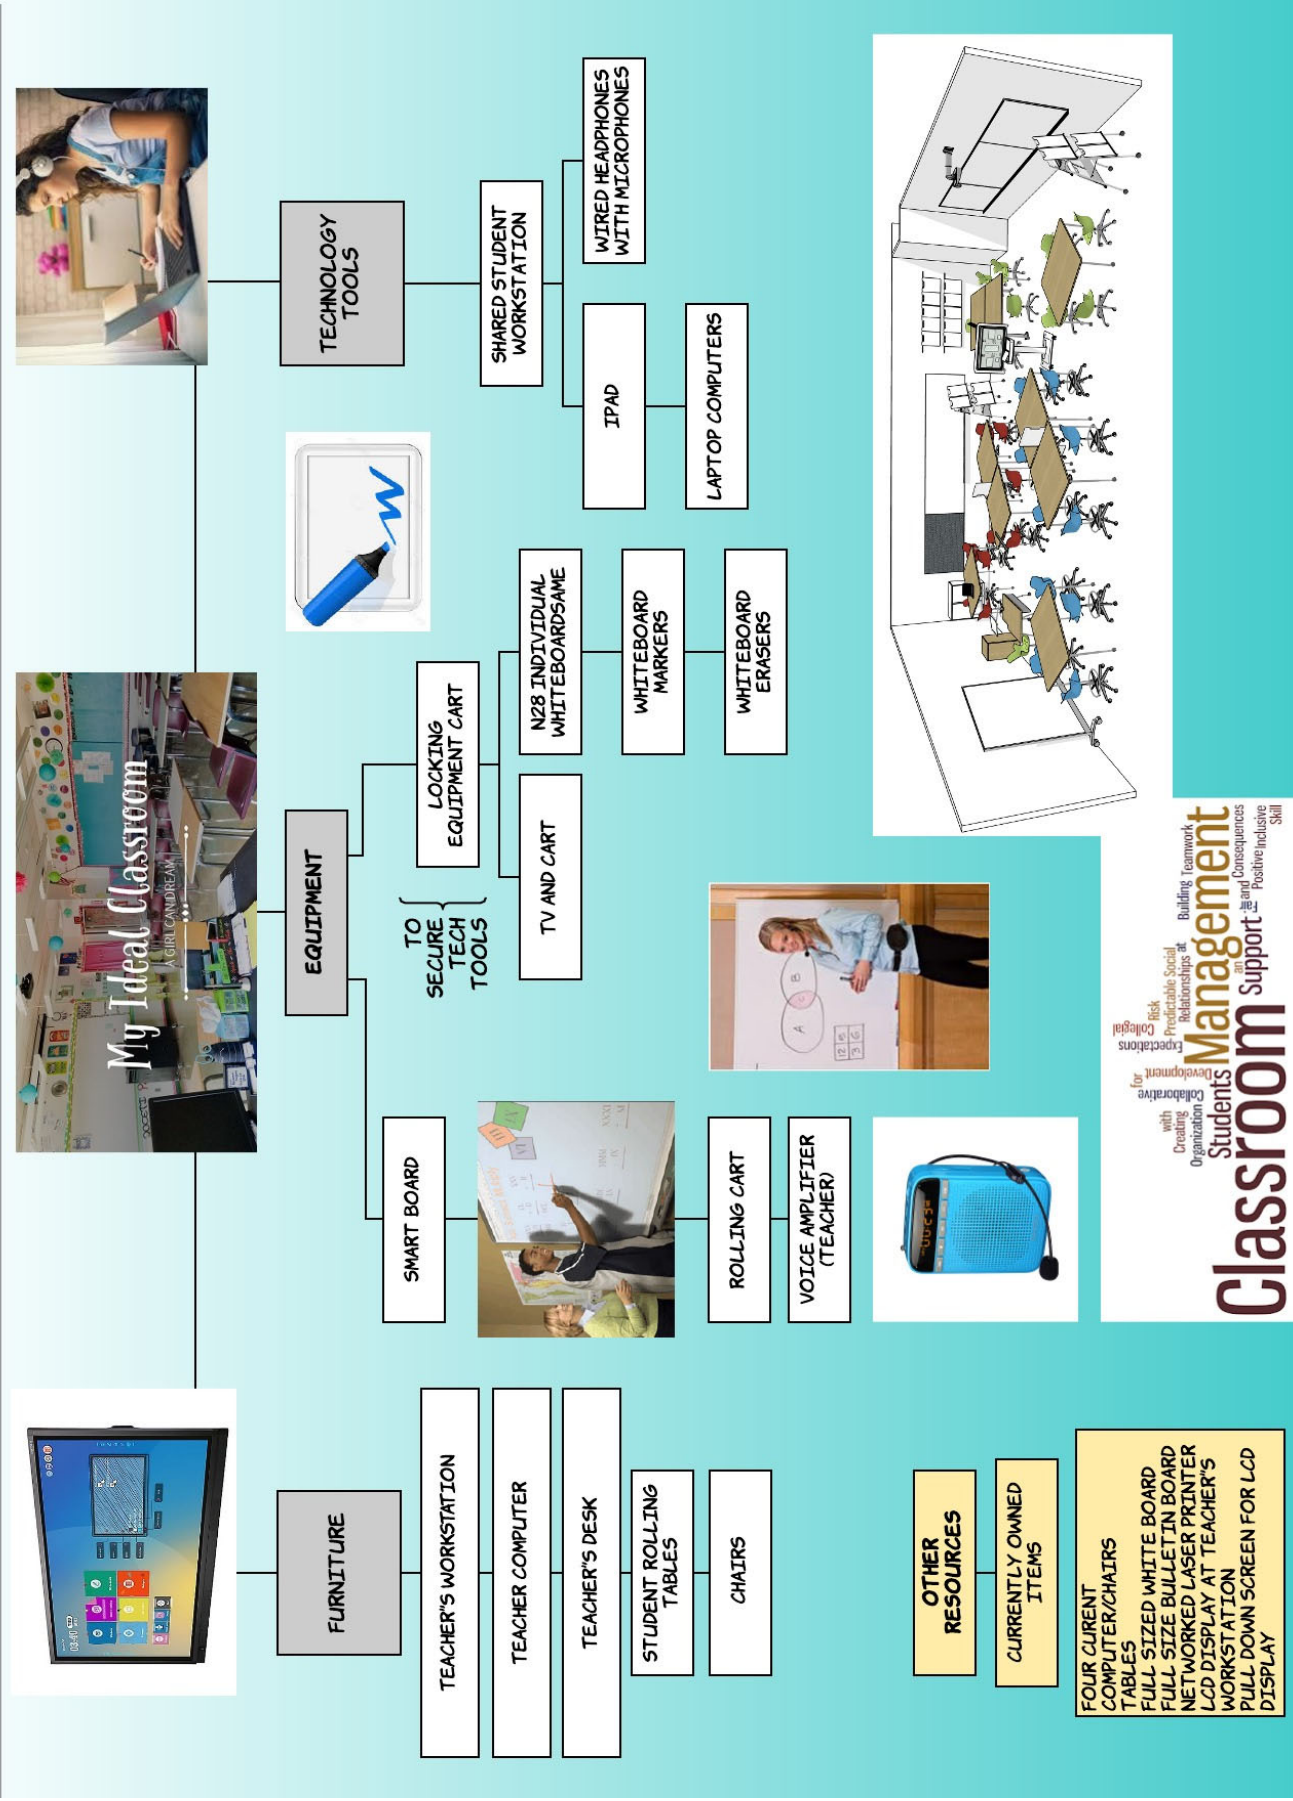 My Ideal Classroom
A GIRL CAN DREAM
FURNITURE
TEACHER"S WORKSTATION
TEACHER COMPUTER
TEACHER"S DESK
STUDENT ROLLING
TABLES
CHAIRS
EQUIPMENT
SMART BOARD
ROLLING CART
VOICE AMPLIFIER
(TEACHER)
TO
SECURE
TECH
TOOLS
LOCKING
EQUIPMENT CART
TV AND CART
N28 INDIVIDUAL
WHITEBOARDSAME
WHITEBOARD
MARKERS
WHITEBOARD
ERASERS
A
B
C
12 15
3 6
TECHNOLOGY
TOOLS
SHARED STUDENT
WORKSTATION
IPAD
LAPTOP COMPUTERS
WIRED HEADPHONES
WITH MICROPHONES
OTHER
RESOURCES
CURRENTLY OWNED
ITEMS
FOUR CURENT
COMPUTER/CHAIRS
TABLES
FULL SIZED WHITE BOARD
FULL SIZE BULLETIN BOARD
NETWORKED LASER PRINTER
LCD DISPLAY AT TEACHER"S
WORKSTATION
PULL DOWN SCREEN FOR LCD
DISPLAY
with
Creating
Organization
Collaborative
for
Development
Expectations
Collegial
Risk
Predictable Social
Relationships at
Building Teamwork
Students Management
an
Classroom Support
and Consequences
Positive Inclusive
Skill